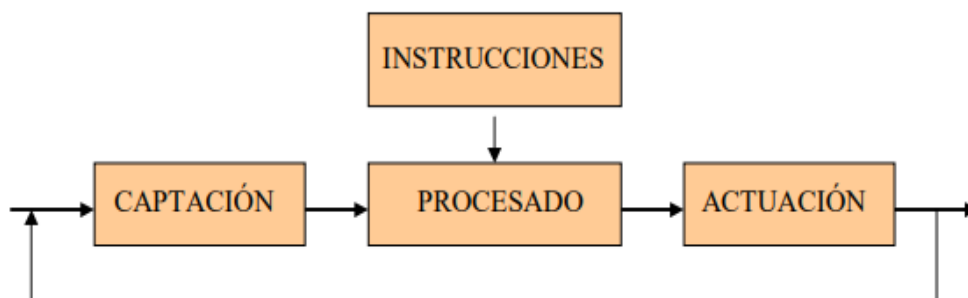 INSTRUCCIONES
CAPTACIÓN
PROCESADO
ACTUACIÓN